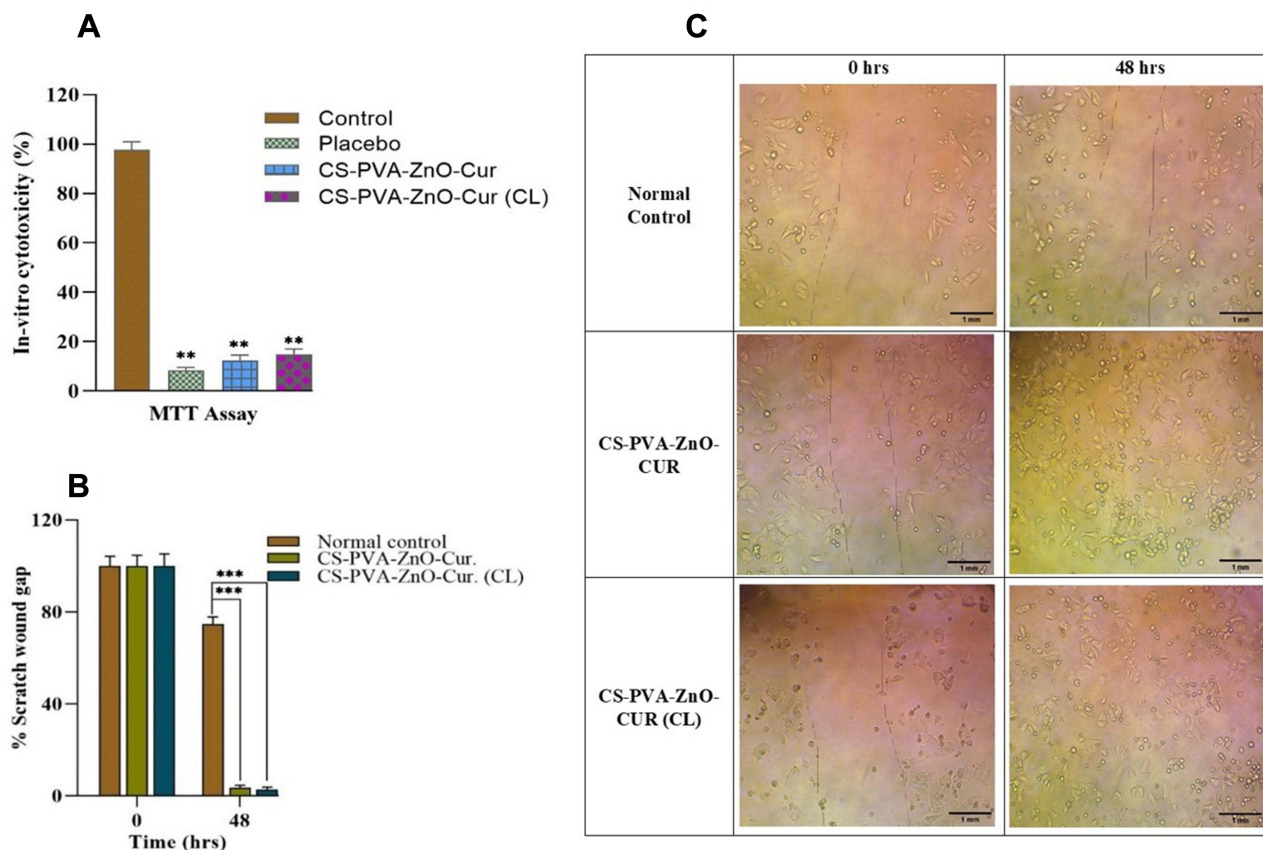 A
120
100
80
60
40
20
0
In-vitro cytotoxicity (%)
Control
Placebo
CS-PVA-ZnO-Cur
CS-PVA-ZnO-Cur (CL)
**
**
**
MTT Assay
B
120
80
40
0
% Scratch wound gap
Normal control
CS-PVA-ZnO-Cur.
CS-PVA-ZnO-Cur. (CL)
***
***
0
48
Time (hrs)
C
0 hrs
48 hrs
Normal
Control
1 mm
1 mm
CS-PVA-ZnO-
CUR
1 mm
1 mm
CS-PVA-ZnO-
CUR (CL)
1 mm
1 mm